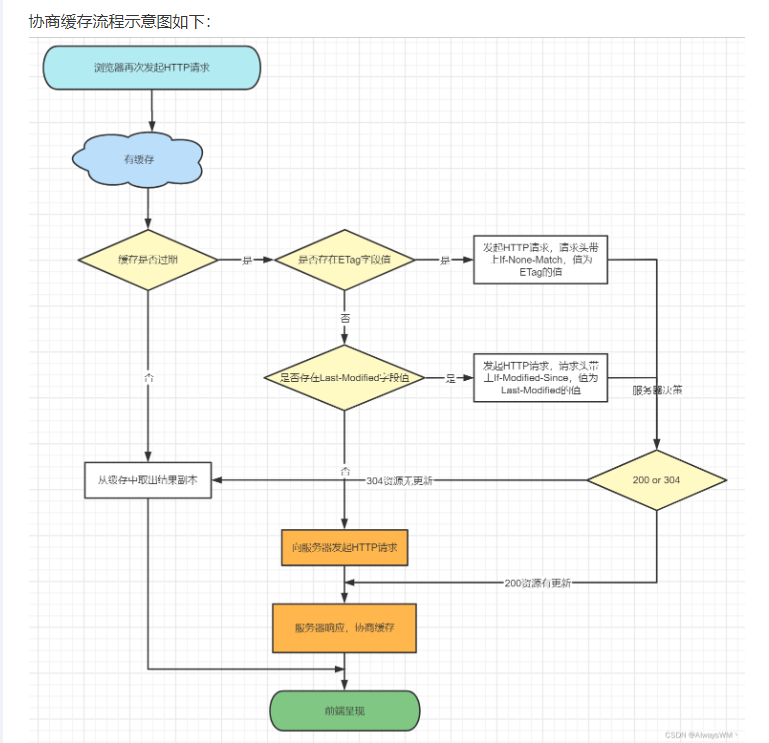 协商缓存流程示意图如下：
浏览器再次发起HTTP请求
有缓存
缓存是否过期
是
是否存在ETag字段值
是
发起HTTP请求，请求头带
上If-None-Match，值为
ETag的值
否
否
是否存在Last-Modified字段值
是
发起HTTP请求，请求头带
上If-Modified-Since，值为
Last-Modified的值
服务器决策
从缓存中取出结果副本
否
304资源无更新
200 or 304
向服务器发起HTTP请求
200资源有更新
服务器响应，协商缓存
前端呈现
CSDN @AlwaysWM丶